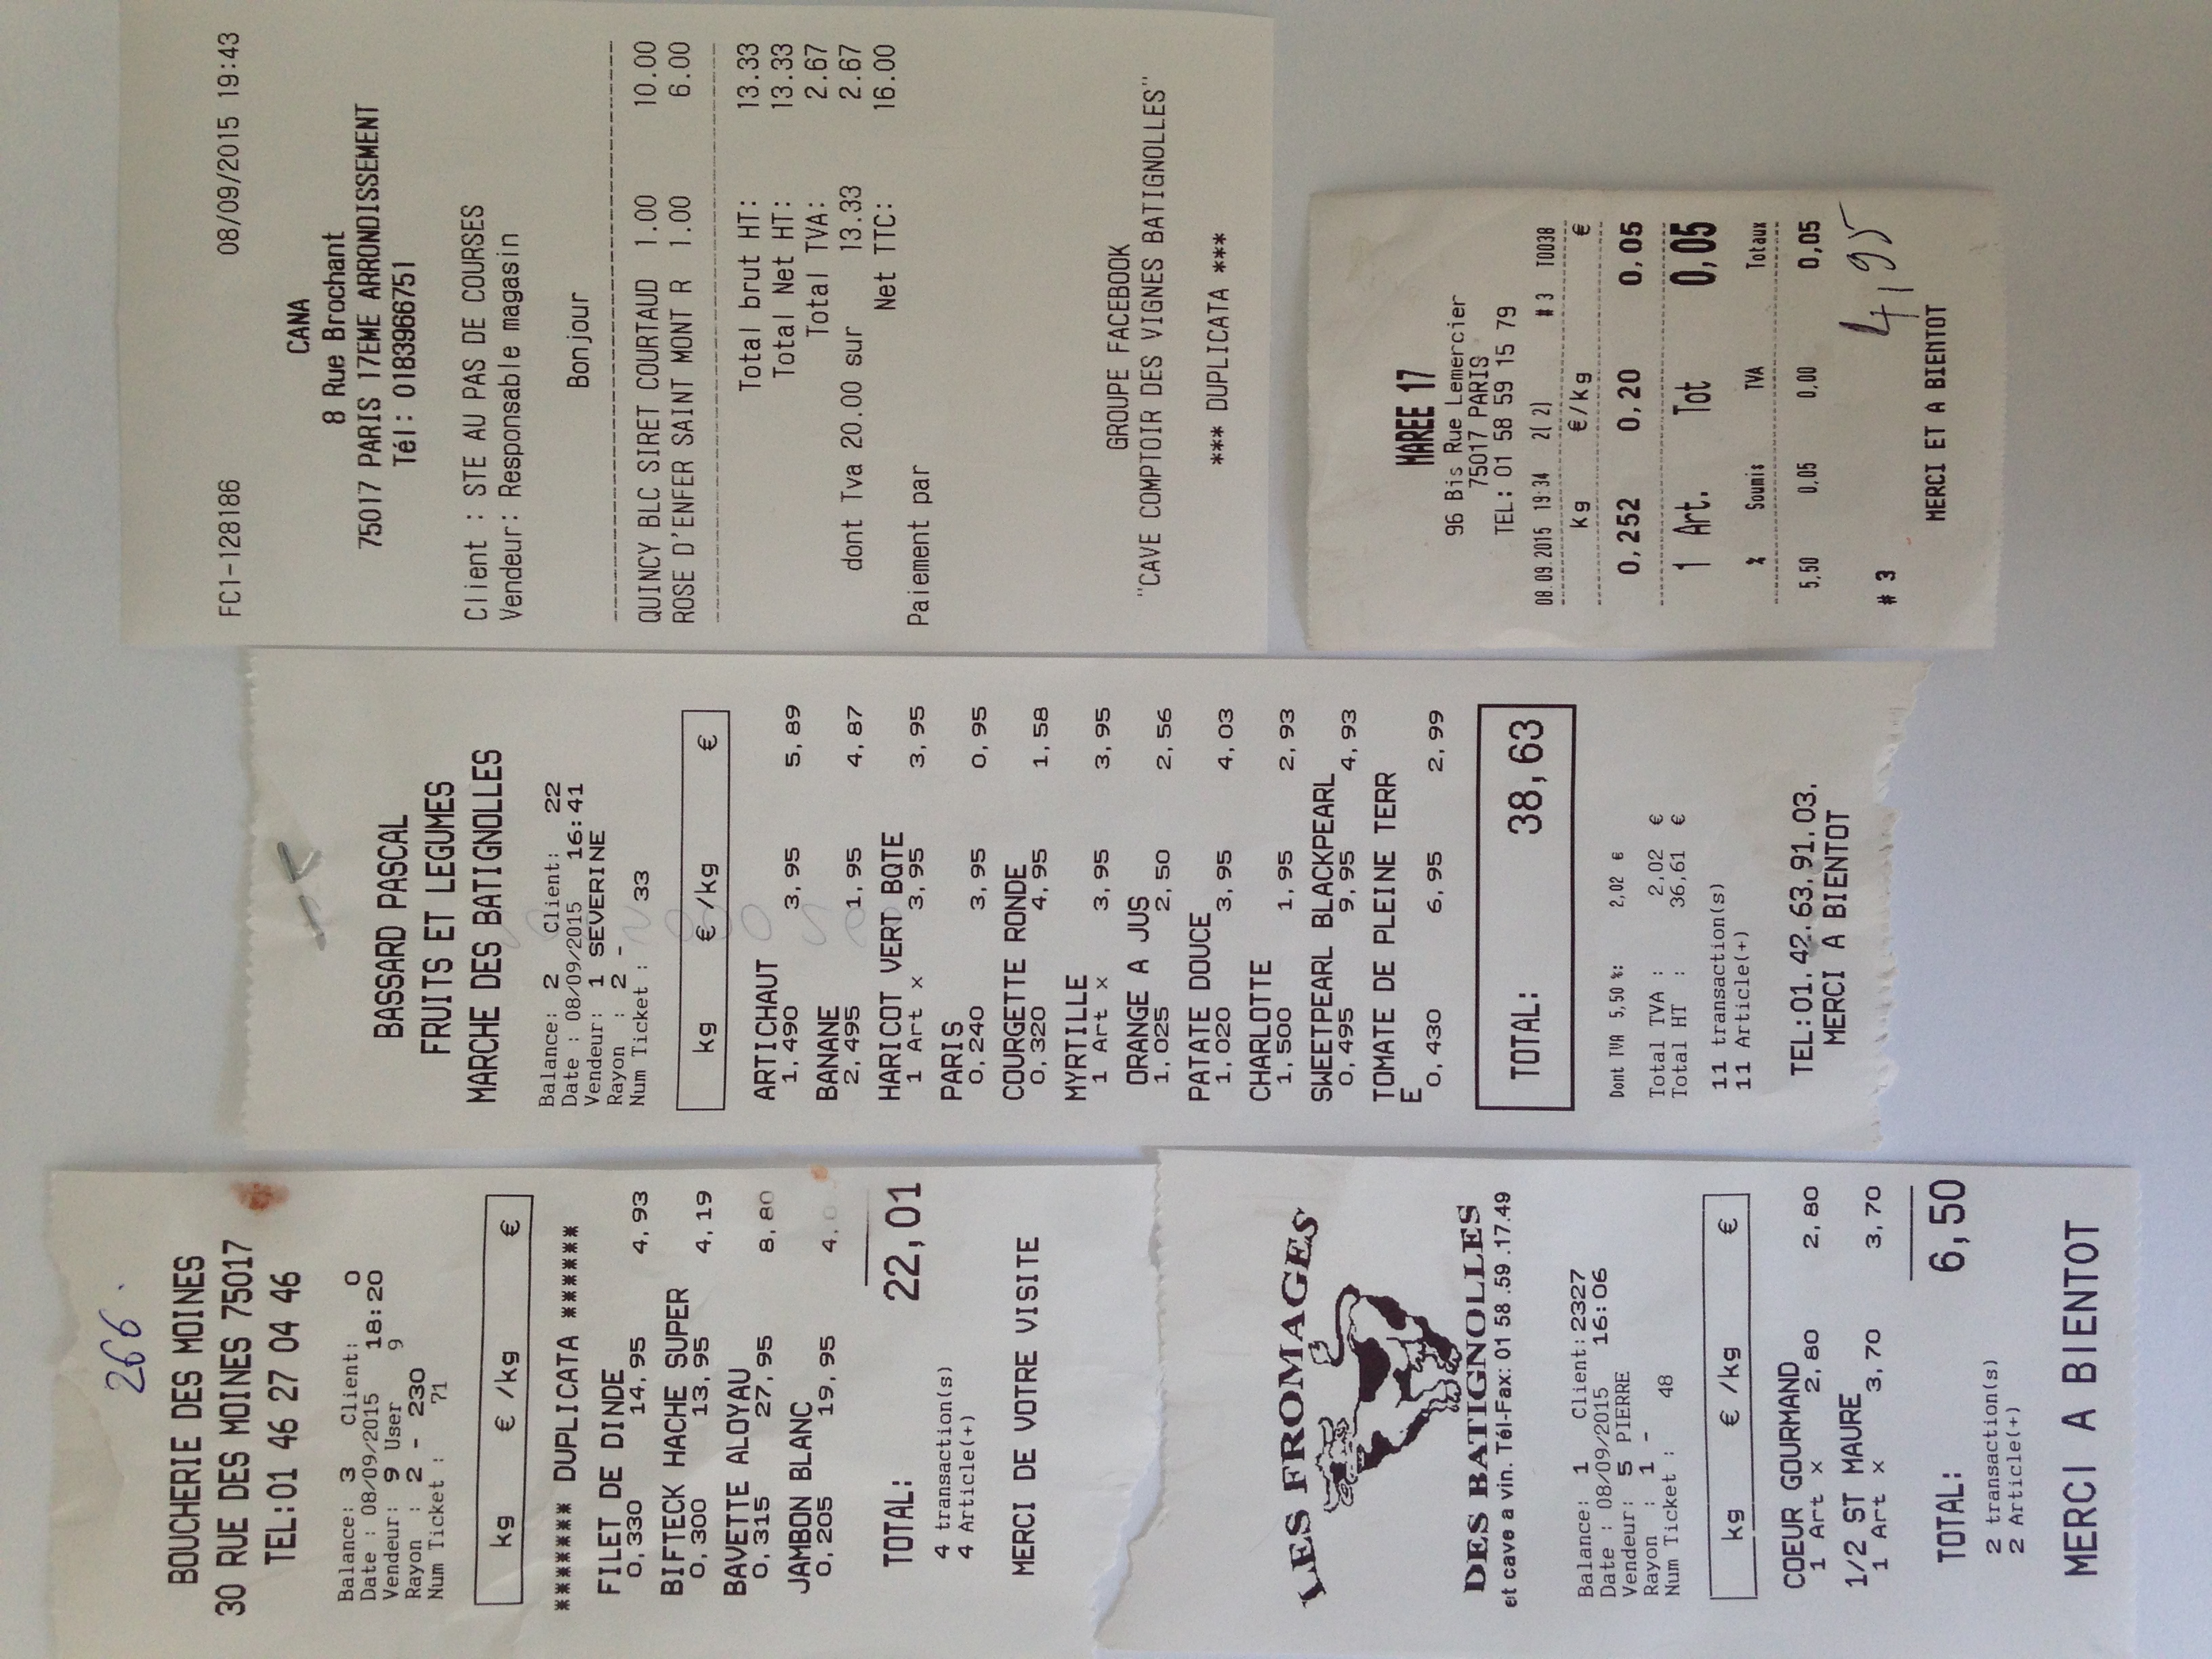 266.
BOUCHERIE DES MOINES
30 RUE DES MOINES 75017
TEL:01 46 27 04 46
Balance: 3 Client: 0
Date : 08/09/2015 18:20
Vendeur: 9 User 9
Rayon : 2 - 230
Num Ticket : 71
kg € /kg €
******* DUPLICATA ******
FILET DE DINDE
0,330 14,95 4,93
BIFTECK HACHE SUPER
0,300 13,95 4,19
BAVETTE ALOYAU
0,315 27,95 8,80
JAMBON BLANC
0,205 19,95 4,0
TOTAL: 22,01
4 transaction(s)
4 Article(+)
MERCI DE VOTRE VISITE
LES FROMAGES
DES BATIGNOLLES
et cave a vin. Tél-Fax: 01 58 .59 .17.49
Balance: 1 Client: 2327
Date : 08/09/2015 16:06
Vendeur: 5 PIERRE
Rayon : 1 -
Num Ticket : 48
kg € /kg €
COEUR GOURMAND
1 Art x 2,80 2,80
1/2 ST MAURE
1 Art x 3,70 3,70
TOTAL: 6,50
2 transaction(s)
2 Article(+)
MERCI A BIENTOT
BASSARD PASCAL
FRUITS ET LEGUMES
MARCHE DES BATIGNOLLES
Balance: 2 Client: 22
Date : 08/09/2015 16:41
Vendeur: 1 SEVERINE
Rayon : 2 -
Num Ticket : 33
kg € /kg €
ARTICHAUT
1,490 3,95 5,89
BANANE
2,495 1,95 4,87
HARICOT VERT BQTE
1 Art x 3,95 3,95
PARIS
0,240 3,95 0,95
COURGETTE RONDE
0,320 4,95 1,58
MYRTILLE
1 Art x 3,95 3,95
ORANGE A JUS
1,025 2,50 2,56
PATATE DOUCE
1,020 3,95 4,03
CHARLOTTE
1,500 1,95 2,93
SWEETPEARL BLACKPEARL
0,495 9,95 4,93
TOMATE DE PLEINE TERR
E
0,430 6,95 2,99
TOTAL: 38,63
Dont TVA 5,50 %: 2,02 €
Total TVA : 2,02 €
Total HT : 36,61 €
11 transaction(s)
11 Article(+)
TEL:01.42.63.91.03.
MERCI A BIENTOT
FC1-128186 08/09/2015 19:43
CANA
8 Rue Brochant
75017 PARIS 17EME ARRONDISSEMENT
Tél: 0183966751
Client : STE AU PAS DE COURSES
Vendeur: Responsable magasin
Bonjour
QUINCY BLC SIRET COURTAUD 1.00 10.00
ROSE D'ENFER SAINT MONT R 1.00 6.00
Total brut HT: 13.33
Total Net HT: 13.33
Total TVA: 2.67
dont Tva 20.00 sur 13.33 2.67
Net TTC: 16.00
Paiement par
GROUPE FACEBOOK
"CAVE COMPTOIR DES VIGNES BATIGNOLLES"
*** DUPLICATA ***
MAREE 17
96 Bis Rue Lemercier
75017 PARIS
TEL: 01 58 59 15 79
08.09.2015 19:34 2( 2) # 3 T0038
kg €/kg €
0,252 0,20 0,05
1 Art. Tot 0,05
% Soumis TVA Totaux
5,50 0,05 0,00 0,05
4,95
# 3
MERCI ET A BIENTOT